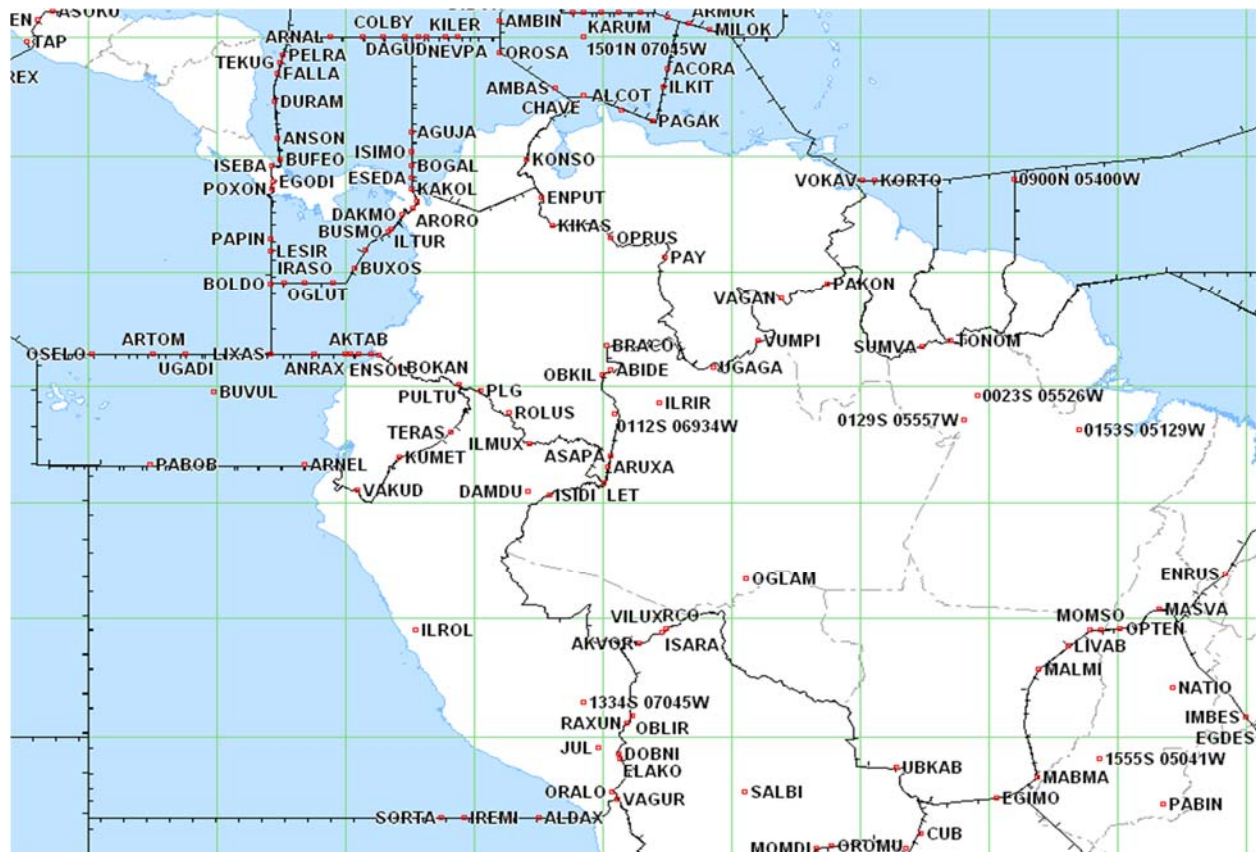 ASOKU
EN
TAP
REX
COLBY
KILER
AMBIN
KARUM
ARMUR
MILOK
ARNAL
DAGUD
NEVPA
OROSA
1501N 07045W
PELRA
TEKUG
FALLA
ACORA
ILKIT
AMBAS
ALCOT
DURAM
CHAVE
PAGAK
ANSON
AGUJA
BUFEO
ISIMO
KONSO
ISEBA
BOGAL
EGODI
ESEDA
VOKAV
KORTO
0900N 05400W
POXON
KAKOL
ENPUT
DAKMO
ARORO
BUSMO
ILTUR
KIKAS
OPRUS
PAPIN
LESIR
PAY
IRASO
BUXOS
BOLDO
OGLUT
VAGAN
PAKON
ARTOM
AKTAB
BRACO
VUMPI
SUMVA
TONOM
OSELO
UGADI
LIXAS
ANRAX
ENSOL
BOKAN
OBKIL
ABIDE
UGAGA
BUVUL
PULTU
PLG
ILRIR
0023S 05526W
ROLUS
0112S 06934W
0129S 05557W
0153S 05129W
TERAS
ILMUX
KUMET
ASAPA
PABOB
ARNEL
ARUXA
VAKUD
DAMDU
ISIDI
LET
OGLAM
ENRUS
MASVA
VILUX
RCO
MOMSO
OPTEN
ILROL
AKVOR
ISARA
LIVAB
MALMI
NATIO
1334S 07045W
RAXUN
OBLIR
IMBES
EGDES
JUL
DOBNI
ELAKO
UBKAB
1555S 05041W
MABMA
ORALO
VAGUR
SALBI
EGIMO
PABIN
SORTA
IREMI
ALDAX
CUB
MOMDI
OROMU